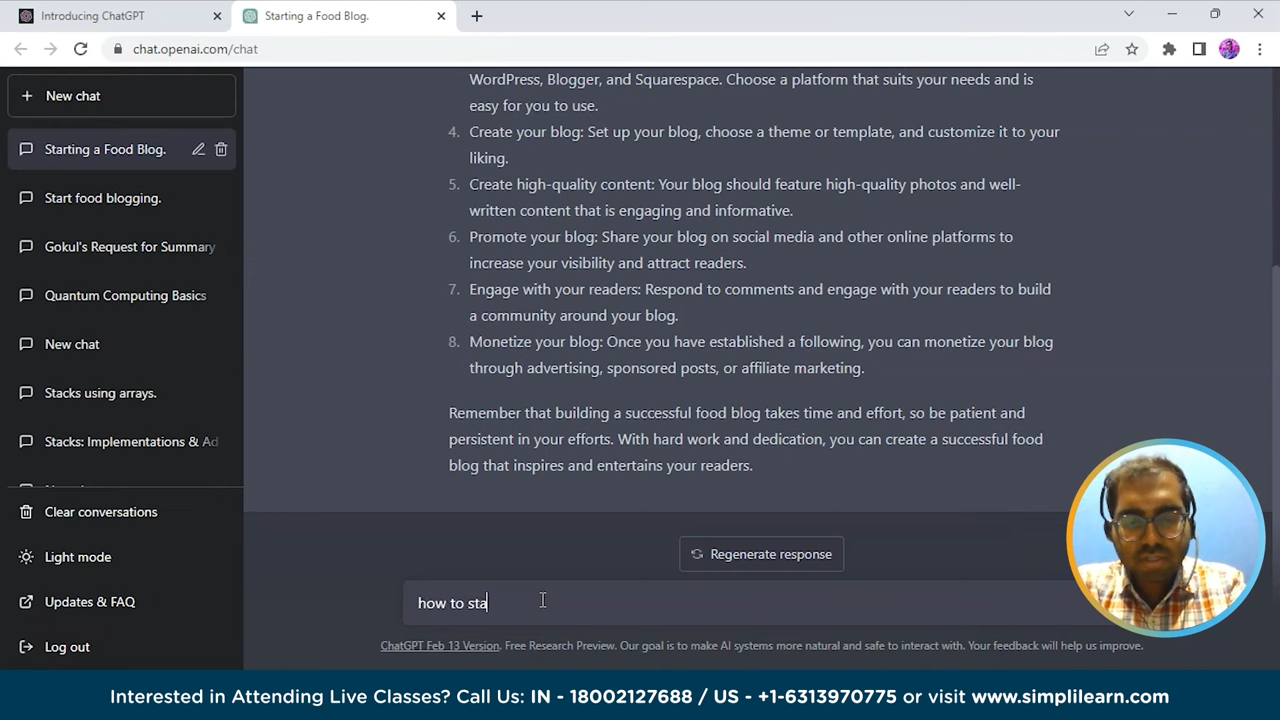 Introducing ChatGPT
Starting a Food Blog.
chat.openai.com/chat
New chat
Starting a Food Blog.
Start food blogging.
Gokul's Request for Summary
Quantum Computing Basics
New chat
Stacks using arrays.
Stacks: Implementations & Ad
Clear conversations
Light mode
Updates & FAQ
Log out
WordPress, Blogger, and Squarespace. Choose a platform that suits your needs and is
easy for you to use.
4. Create your blog: Set up your blog, choose a theme or template, and customize it to your
liking.
5. Create high-quality content: Your blog should feature high-quality photos and well-
written content that is engaging and informative.
6. Promote your blog: Share your blog on social media and other online platforms to
increase your visibility and attract readers.
7. Engage with your readers: Respond to comments and engage with your readers to build
a community around your blog.
8. Monetize your blog: Once you have established a following, you can monetize your blog
through advertising, sponsored posts, or affiliate marketing.
Remember that building a successful food blog takes time and effort, so be patient and
persistent in your efforts. With hard work and dedication, you can create a successful food
blog that inspires and entertains your readers.
Regenerate response
how to sta
ChatGPT Feb 13 Version. Free Research Preview. Our goal is to make AI systems more natural and safe to interact with. Your feedback will help us improve.
Interested in Attending Live Classes? Call Us: IN - 18002127688 / US - +1-6313970775 or visit www.simplilearn.com